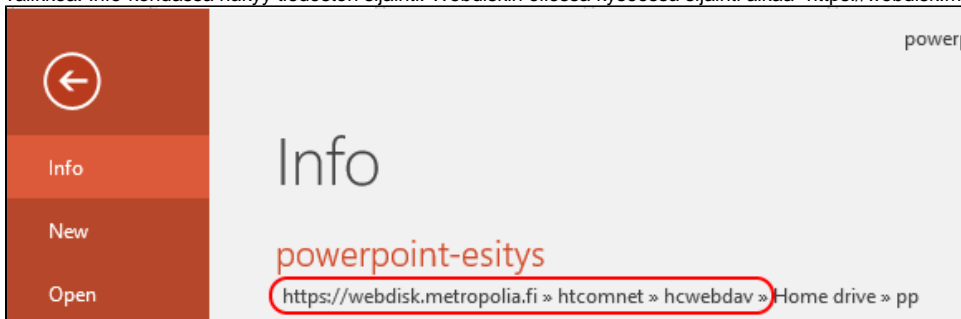 powerp
Info
Info
New
powerpoint-esitys
Open
https://webdisk.metropolia.fi » htcomnet » hcwebdav » Home drive » pp